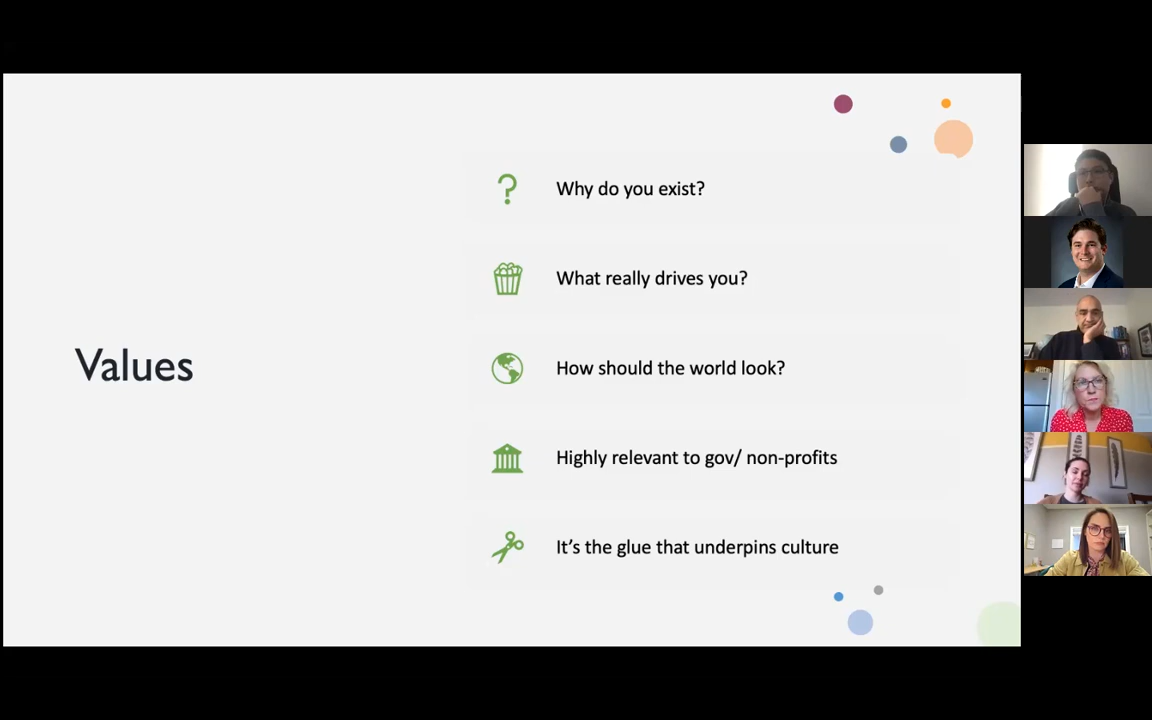 Values
Why do you exist?
What really drives you?
How should the world look?
Highly relevant to gov/ non-profits
It's the glue that underpins culture